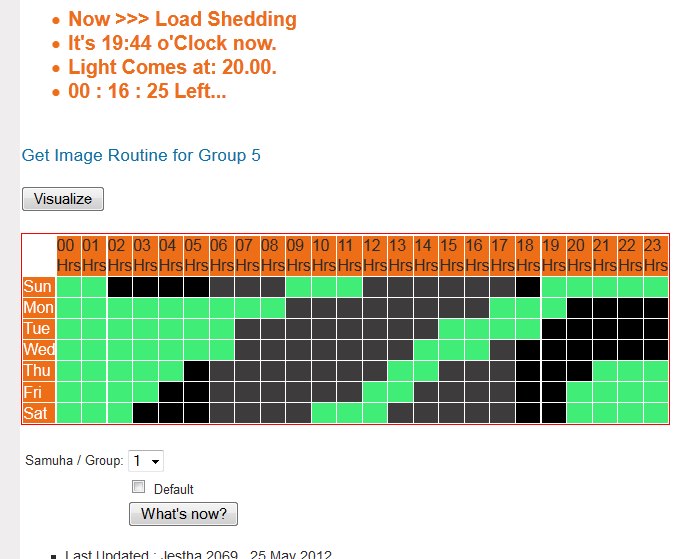 Now >>> Load Shedding
It's 19:44 o'Clock now.
Light Comes at: 20.00.
00 : 16 : 25 Left...
Get Image Routine for Group 5
Visualize
00 01 02 03 04 05 06 07 08 09 10 11 12 13 14 15 16 17 18 19 20 21 22 23
Hrs Hrs Hrs Hrs Hrs Hrs Hrs Hrs Hrs Hrs Hrs Hrs Hrs Hrs Hrs Hrs Hrs Hrs Hrs Hrs Hrs Hrs Hrs Hrs
Sun
Mon
Tue
Wed
Thu
Fri
Sat
Samuha / Group: 1
Default
What's now?
Last Updated : Jestha 2069 , 25 May 2012